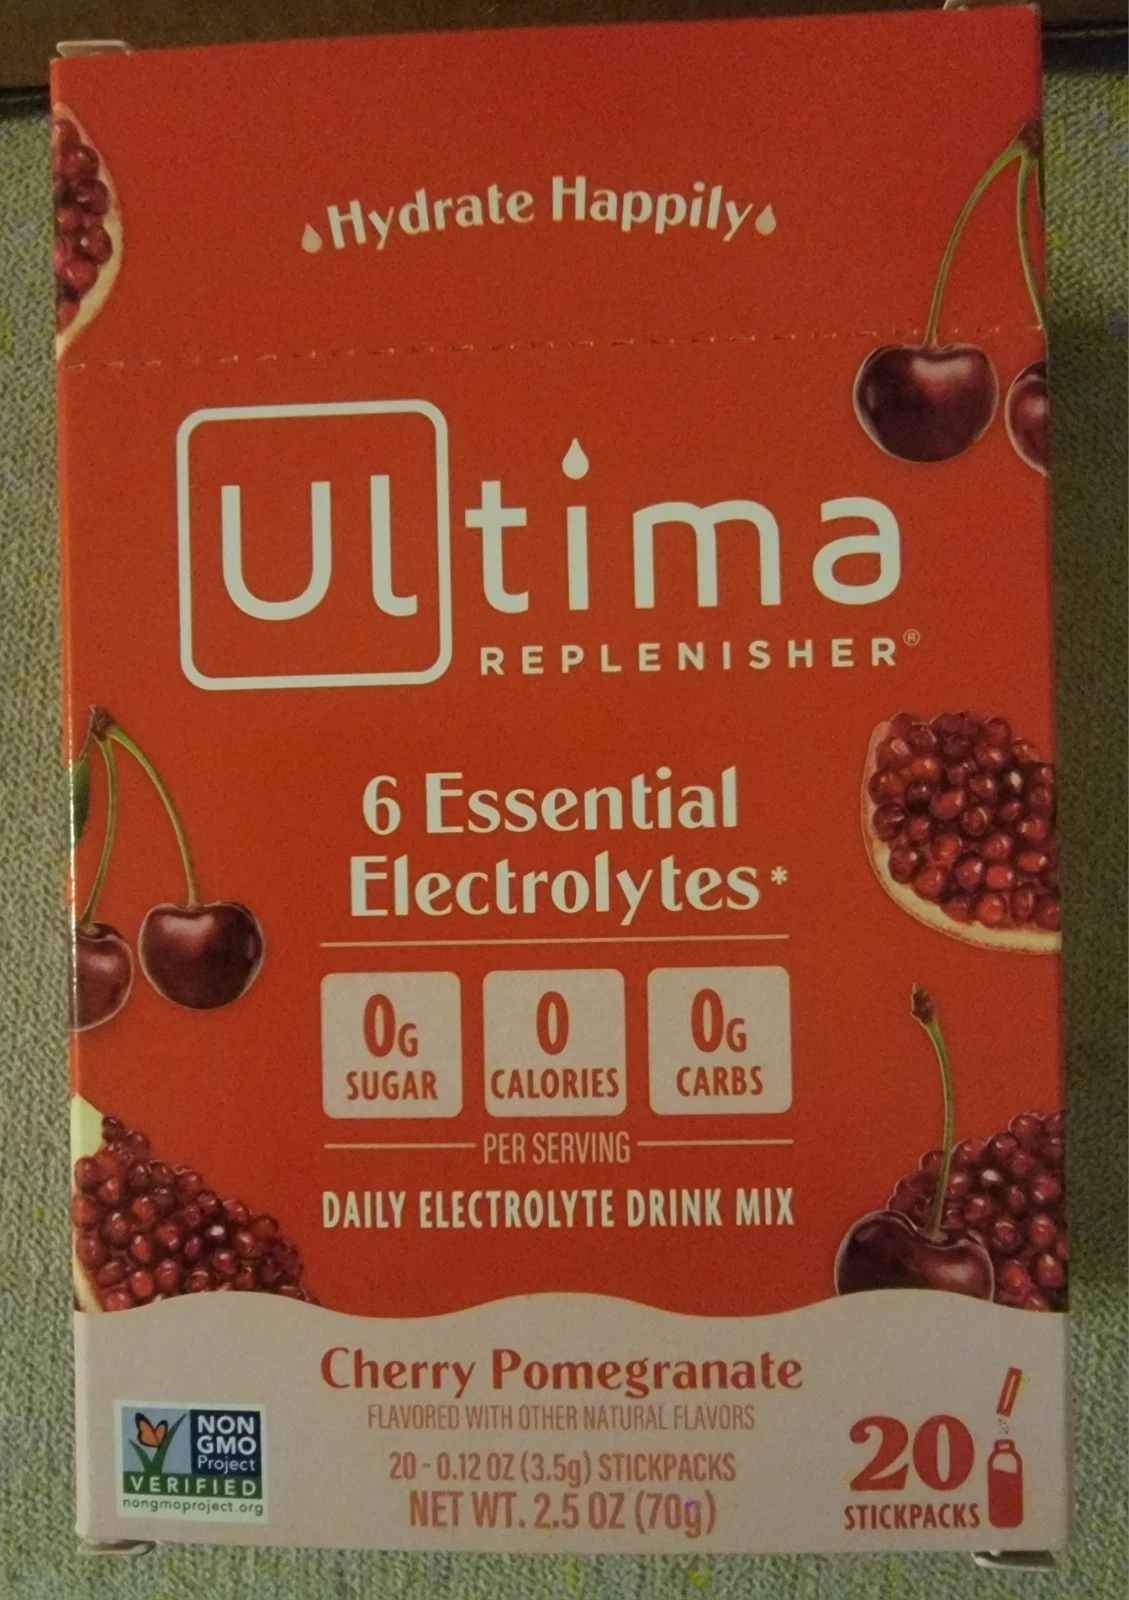 Hydrate Happily
Ultima
REPLENISHER®
6 Essential
Electrolytes*
0G
SUGAR
0
CALORIES
0G
CARBS
PER SERVING
DAILY ELECTROLYTE DRINK MIX
Cherry Pomegranate
FLAVORED WITH OTHER NATURAL FLAVORS
20 - 0.12 OZ (3.5g) STICKPACKS
NET WT. 2.5 OZ (70g)
NON
GMO
Project
VERIFIED
nongmoproject.org
20
STICKPACKS